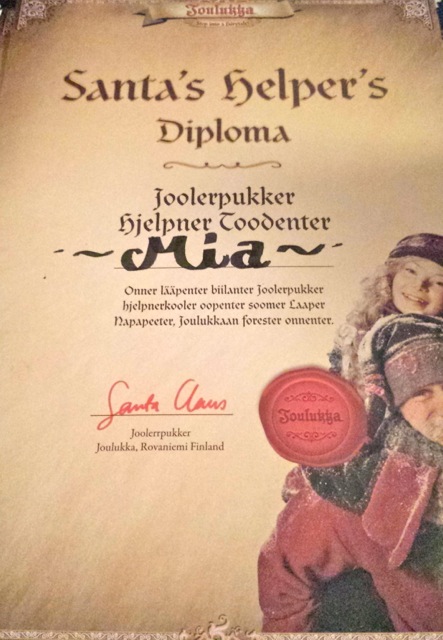 Joulukka
Santa's Helper's
Diploma
Joolerpukker
Hjelpner Toodenter
~ Mia ~
Onner lääpenter biilanter Joolerpukker
hjelpnerkooler oopenter soomer Laaper
Napapeeter, Joulukkaan forester onnenter.
Santa Claus
Joulukka
Joolerrpukker
Joulukka, Rovaniemi Finland